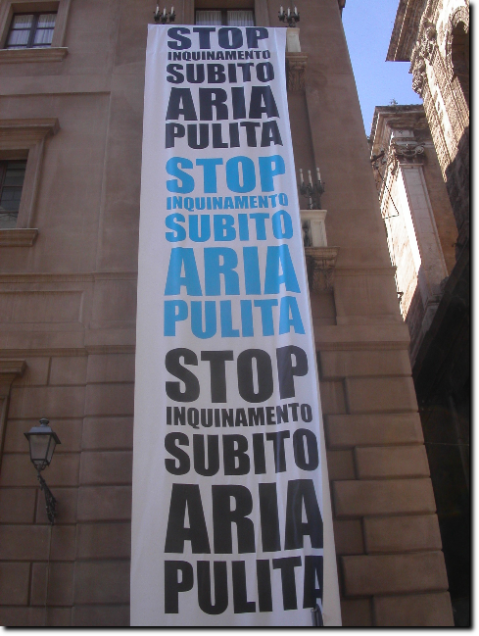 STOP
INQUINAMENTO
SUBITO
ARIA
PULITA
STOP
INQUINAMENTO
SUBITO
ARIA
PULITA
STOP
INQUINAMENTO
SUBITO
ARIA
PULITA